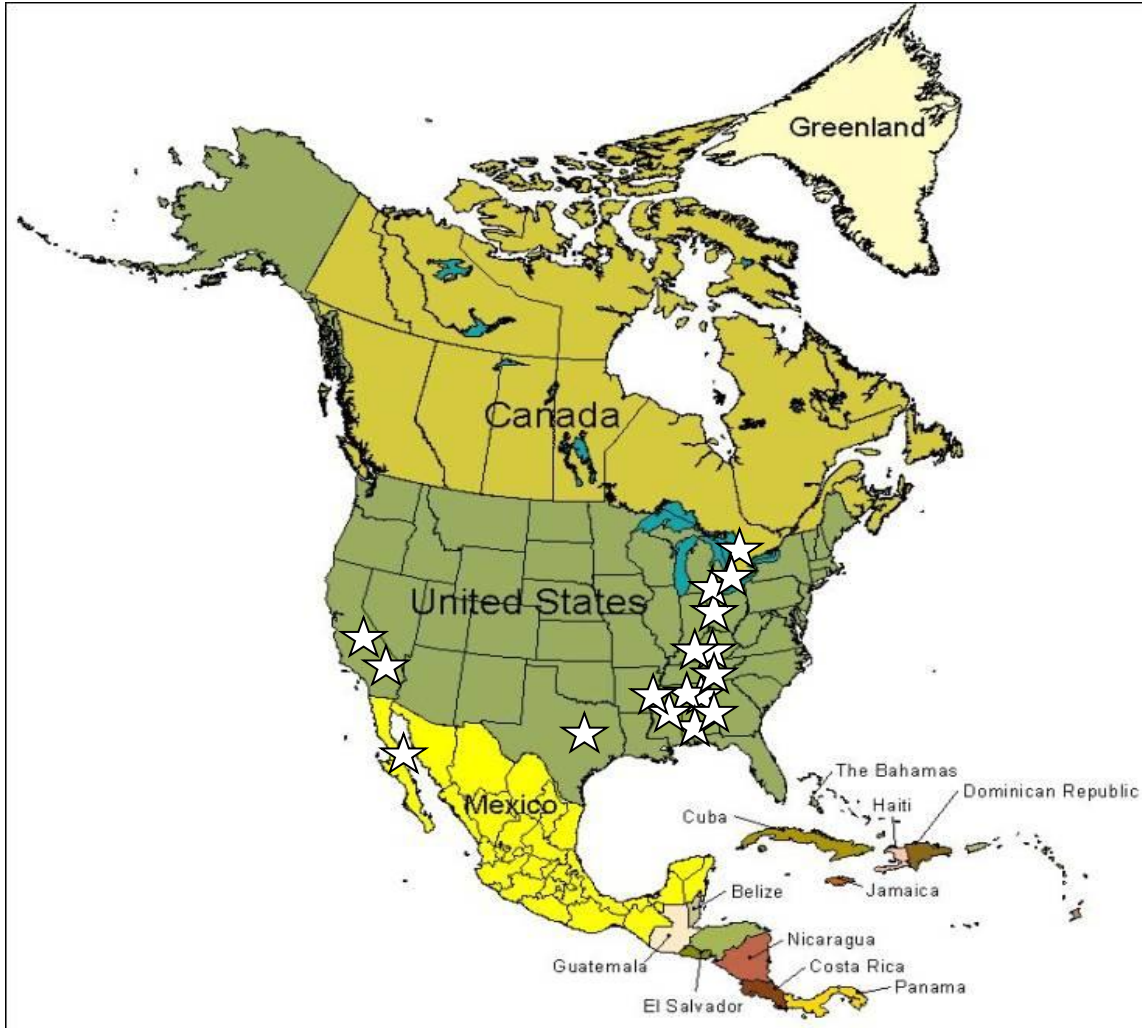 Greenland
Canada
United States
Mexico
The Bahamas
Dominican Republic
Haiti
Cuba
Jamaica
Belize
Nicaragua
Guatemala
Costa Rica
El Salvador
Panama